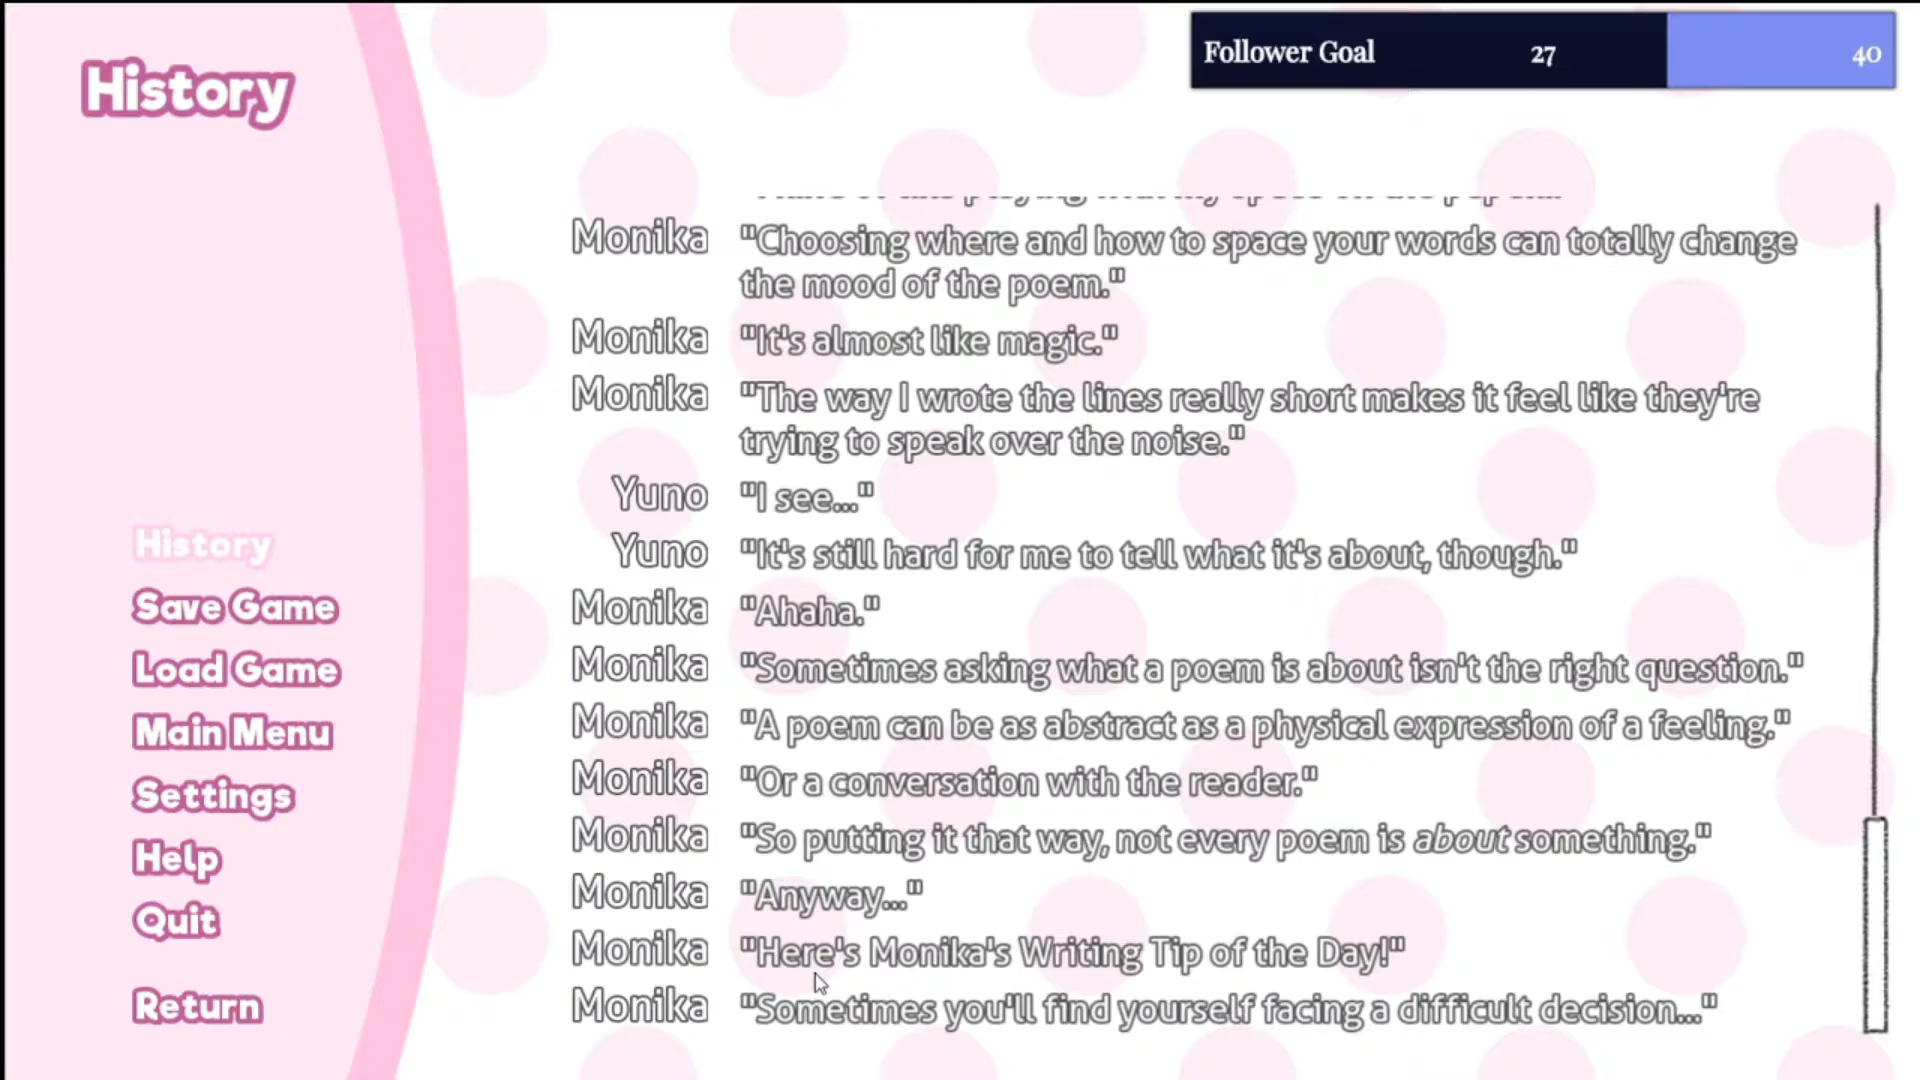 History
Follower Goal 27 40
Monika "Choosing where and how to space your words can totally change
the mood of the poem."
Monika "It's almost like magic."
Monika "The way I wrote the lines really short makes it feel like they're
trying to speak over the noise."
Yuno "I see..."
Yuno "It's still hard for me to tell what it's about, though."
Monika "Ahaha."
Monika "Sometimes asking what a poem is about isn't the right question."
Monika "A poem can be as abstract as a physical expression of a feeling."
Monika "Or a conversation with the reader."
Monika "So putting it that way, not every poem is about something."
Monika "Anyway..."
Monika "Here's Monika's Writing Tip of the Day!"
Monika "Sometimes you'll find yourself facing a difficult decision..."
History
Save Game
Load Game
Main Menu
Settings
Help
Quit
Return